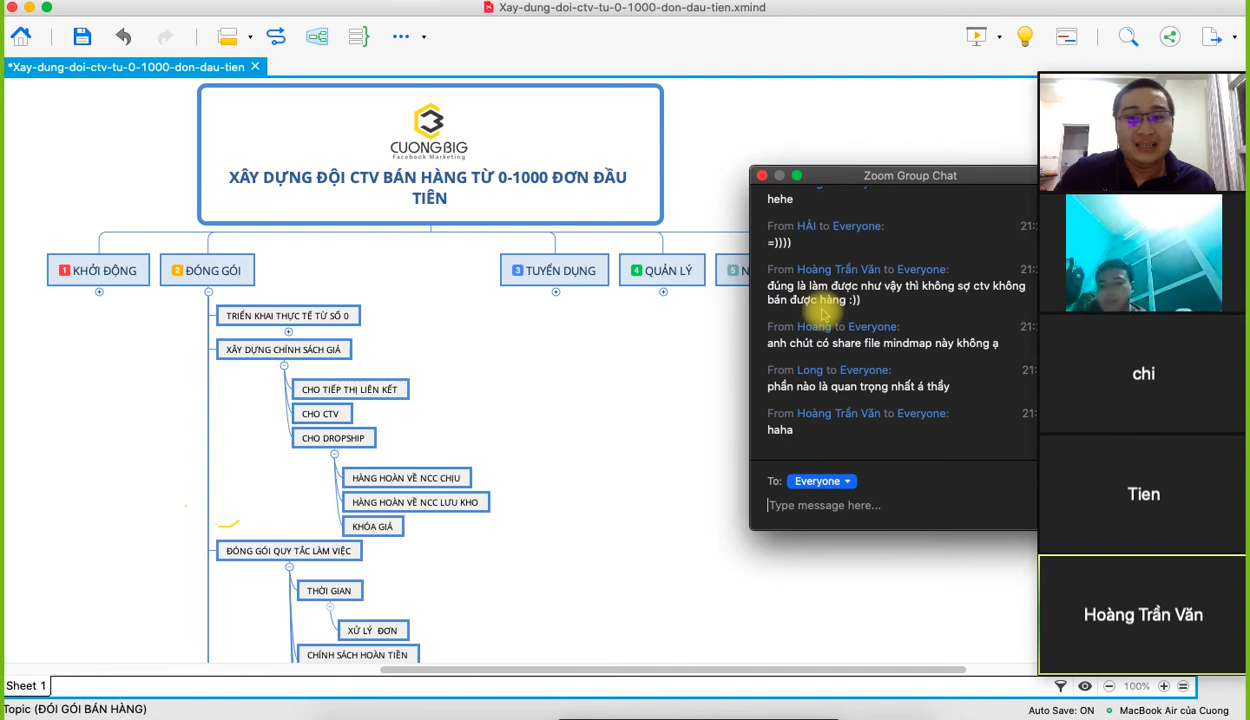 Xay-dung-doi-ctv-tu-0-1000-don-dau-tien.xmind
*Xay-dung-doi-ctv-tu-0-1000-don-dau-tien
CUONGBIG
Facebook Marketing
XÂY DỰNG ĐỘI CTV BÁN HÀNG TỪ 0-1000 ĐƠN ĐẦU
TIÊN
1 KHỞI ĐỘNG
2 ĐÓNG GÓI
3 TUYỂN DỤNG
4 QUẢN LÝ
5 N
TRIỂN KHAI THỰC TẾ TỪ SỐ 0
XÂY DỰNG CHÍNH SÁCH GIÁ
CHO TIẾP THỊ LIÊN KẾT
CHO CTV
CHO DROPSHIP
HÀNG HOÀN VỀ NCC CHỊU
HÀNG HOÀN VỀ NCC LƯU KHO
KHÓA GIÁ
ĐÓNG GÓI QUY TẮC LÀM VIỆC
THỜI GIAN
XỬ LÝ ĐƠN
CHÍNH SÁCH HOÀN TIỀN
Zoom Group Chat
hehe
From HẢI to Everyone: 21:
=))))
From Hoàng Trần Văn to Everyone: 21:
đúng là làm được như vậy thì không sợ ctv không
bán được hàng :))
From Hoang to Everyone: 21:
anh chút có share file mindmap này không ạ
From Long to Everyone: 21:
phần nào là quan trọng nhất á thầy
From Hoàng Trần Văn to Everyone: 21:
haha
To: Everyone
Type message here...
chi
Tien
Hoàng Trần Văn
Sheet 1
100%
Topic (ĐÓI GÓI BÁN HÀNG)
Auto Save: ON
MacBook Air của Cuong